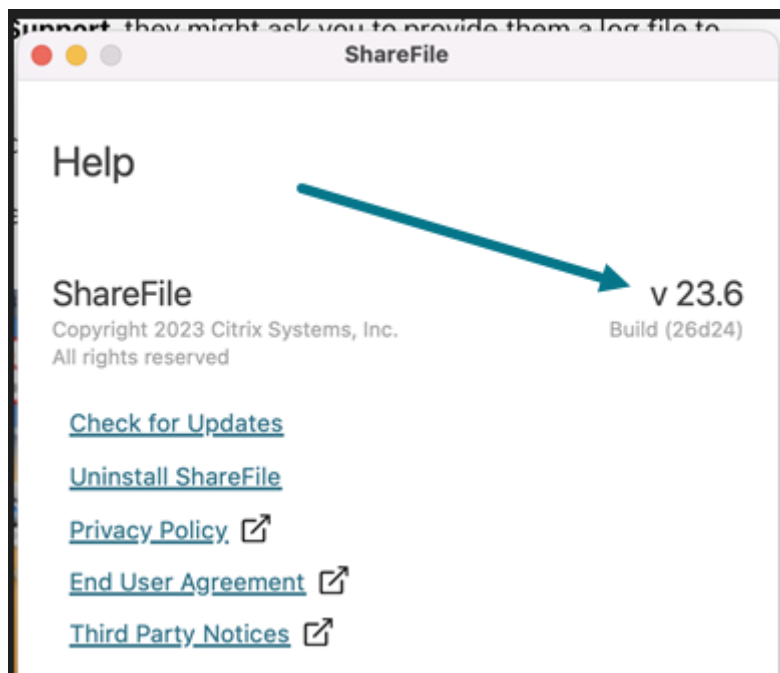 Support, they might ask you to provide them a log file to
ShareFile
Help
ShareFile
v 23.6
Copyright 2023 Citrix Systems, Inc.
Build (26d24)
All rights reserved
Check for Updates
Uninstall ShareFile
Privacy Policy
End User Agreement
Third Party Notices